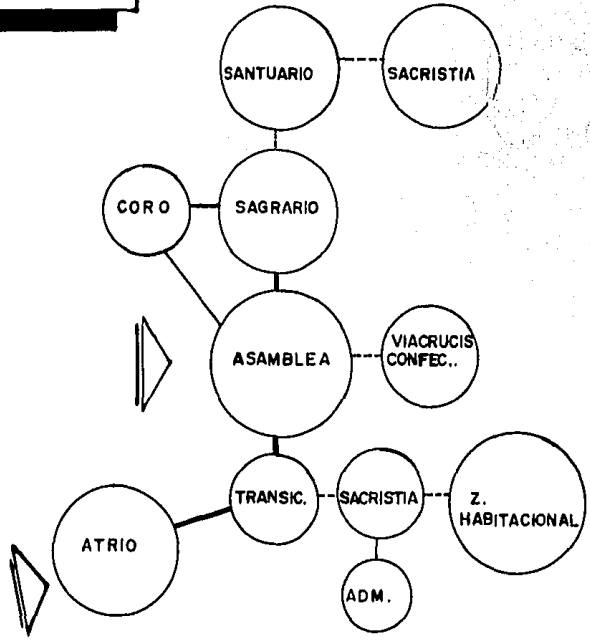 SANTUARIO
SACRISTIA
CORO
SAGRARIO
ASAMBLEA
VIACRUCIS
CONFEC..
TRANSIC.
SACRISTIA
Z.
HABITACIONAL
ATRIO
ADM.